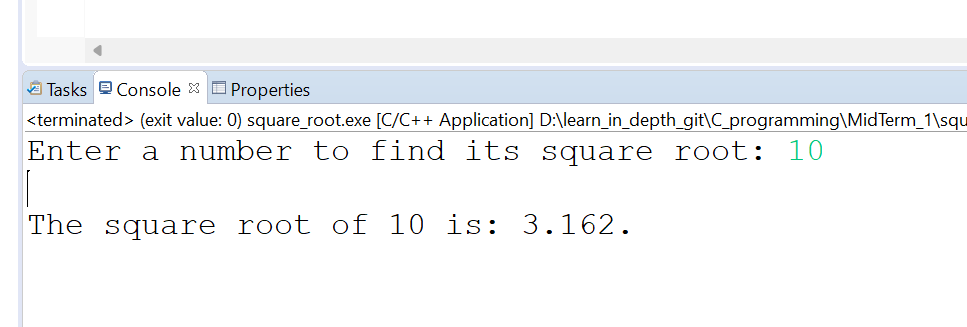 Tasks Console Properties
<terminated> (exit value: 0) square_root.exe [C/C++ Application] D:\learn_in_depth_git\C_programming\MidTerm_1\squ
Enter a number to find its square root: 10
The square root of 10 is: 3.162.